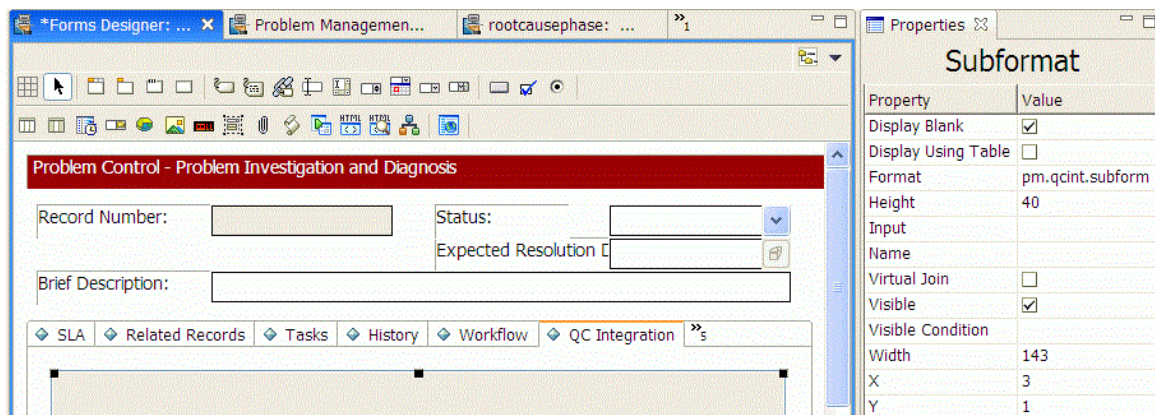 *Forms Designer: ...
Problem Managemen...
rootcausephase: ...
»1
Properties
Subformat
Property Value
Display Blank
Display Using Table
Format pm.qcint.subform
Height 40
Input
Name
Virtual Join
Visible
Visible Condition
Width 143
X 3
Y 1
HTML HTML
Problem Control - Problem Investigation and Diagnosis
Record Number:
Status:
Expected Resolution D
Brief Description:
SLA Related Records Tasks History Workflow QC Integration »5